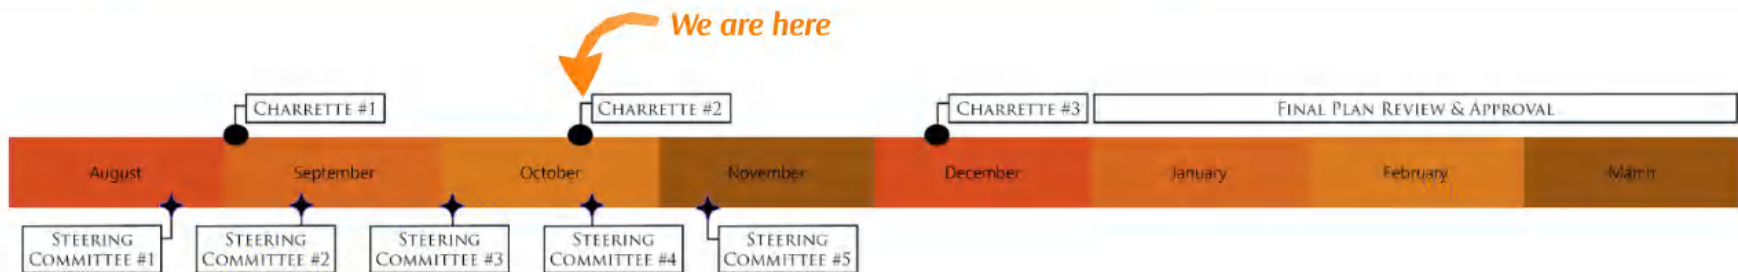 We are here
CHARRETTE #1
CHARRETTE #2
CHARRETTE #3
FINAL PLAN REVIEW & APPROVAL
August
September
October
November
December
January
February
March
STEERING
COMMITTEE #1
STEERING
COMMITTEE #2
STEERING
COMMITTEE #3
STEERING
COMMITTEE #4
STEERING
COMMITTEE #5